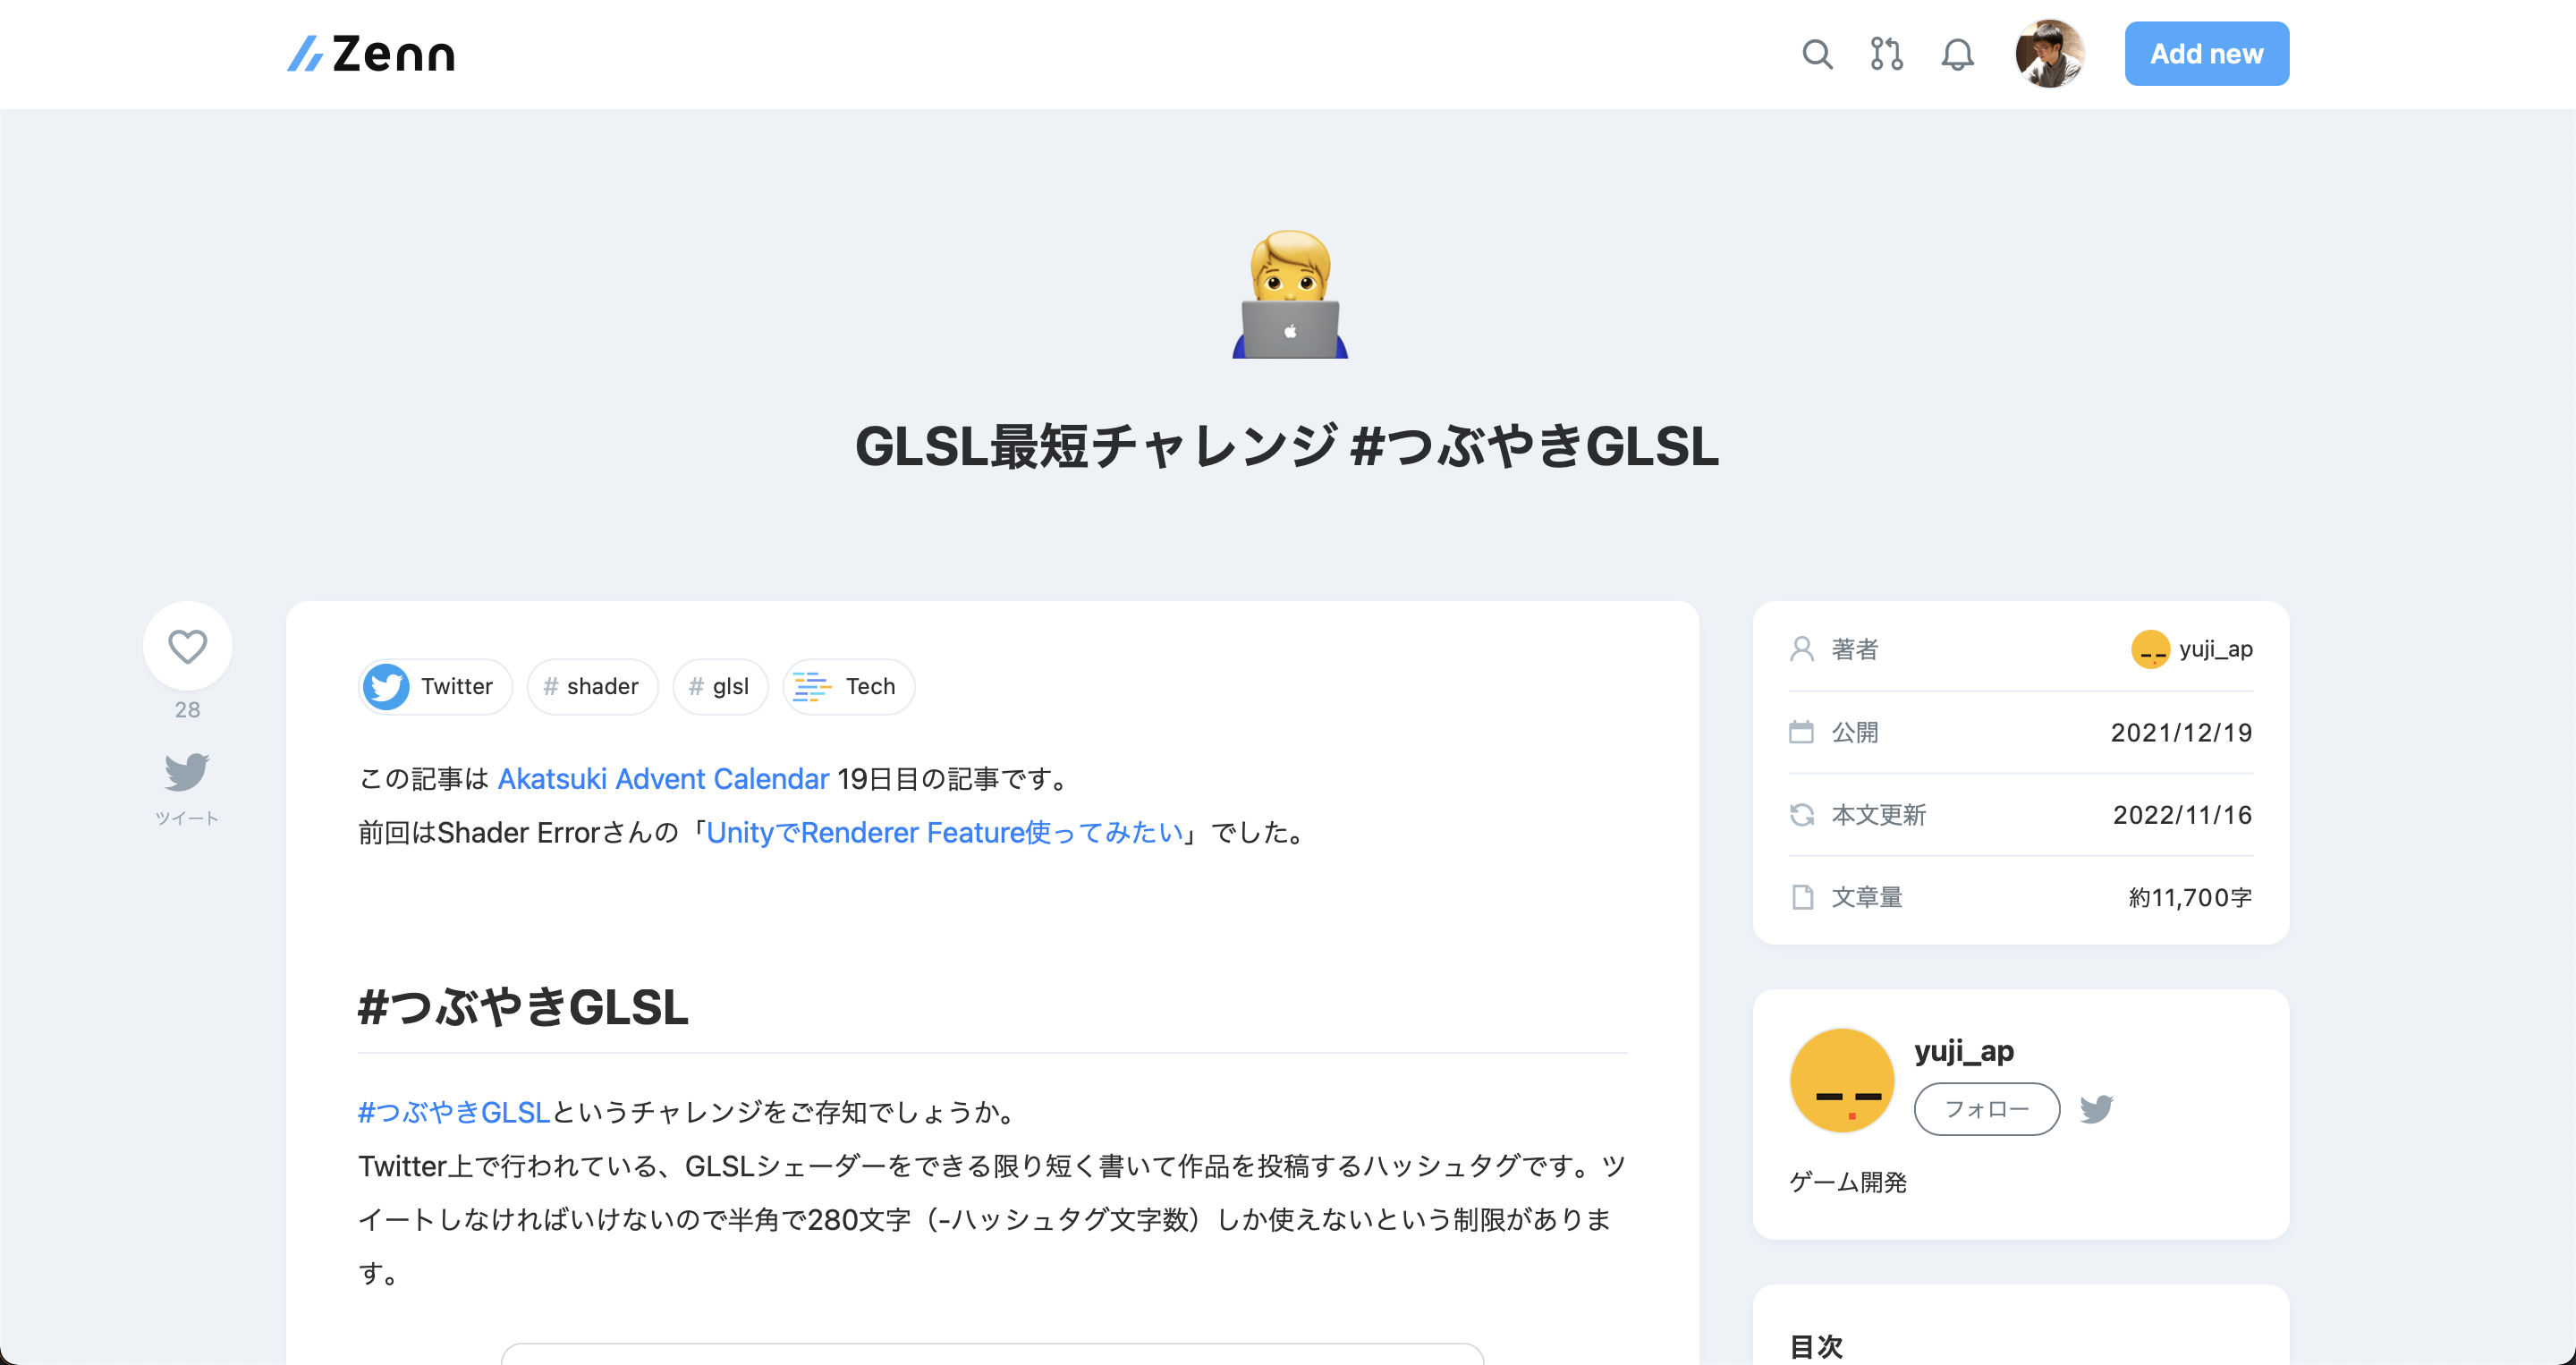 Zenn
Add new
GLSL最短チャレンジ #つぶやきGLSL
28
ツイート
Twitter
# shader
# glsl
Tech
この記事は Akatsuki Advent Calendar 19日目の記事です。
前回はShader Errorさんの「UnityでRenderer Feature使ってみたい」でした。
#つぶやきGLSL
#つぶやきGLSLというチャレンジをご存知でしょうか。
Twitter上で行われている、GLSLシェーダーをできる限り短く書いて作品を投稿するハッシュタグです。ツ
イートしなければいけないので半角で280文字（-ハッシュタグ文字数）しか使えないという制限がありま
す。
著者 yuji_ap
公開 2021/12/19
本文更新 2022/11/16
文章量 約11,700字
yuji_ap
フォロー
ゲーム開発
目次